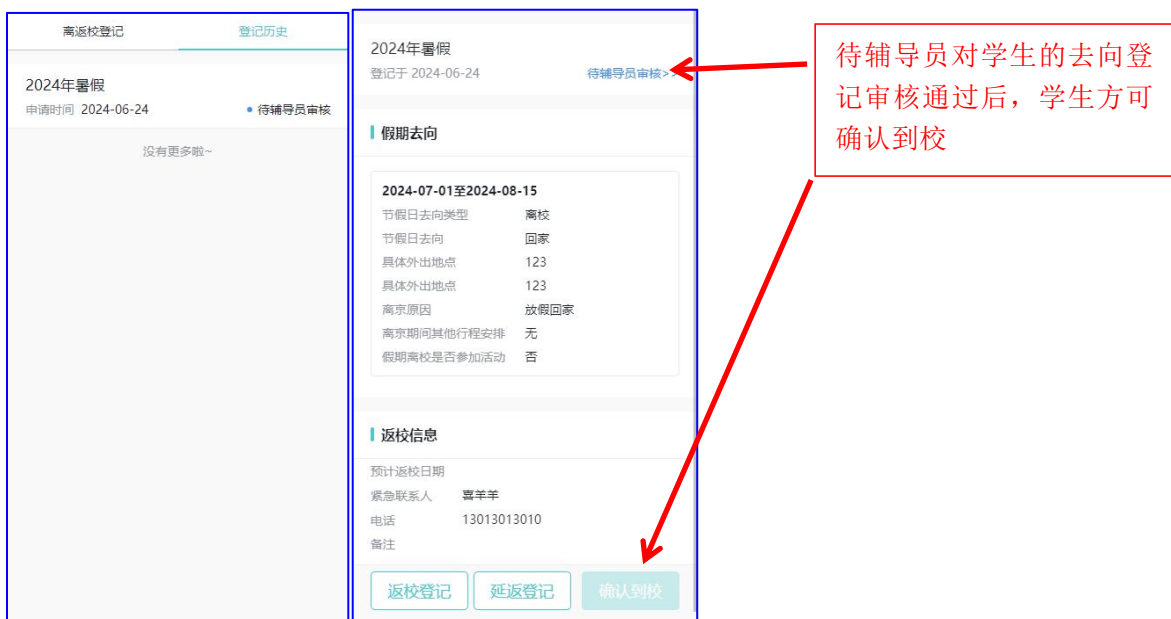 离返校登记
登记历史
2024年暑假
申请时间 2024-06-24
• 待辅导员审核
没有更多啦~
2024年暑假
登记于 2024-06-24
待辅导员审核>>
假期去向
2024-07-01至2024-08-15
节假日去向类型 离校
节假日去向 回家
具体外出地点 123
具体外出地点 123
离京原因 放假回家
离京期间其他行程安排 无
假期离校是否参加活动 否
返校信息
预计返校日期
紧急联系人 喜羊羊
电话 13013013010
备注
返校登记
延返登记
确认到校
待辅导员对学生的去向登
记审核通过后，学生方可
确认到校